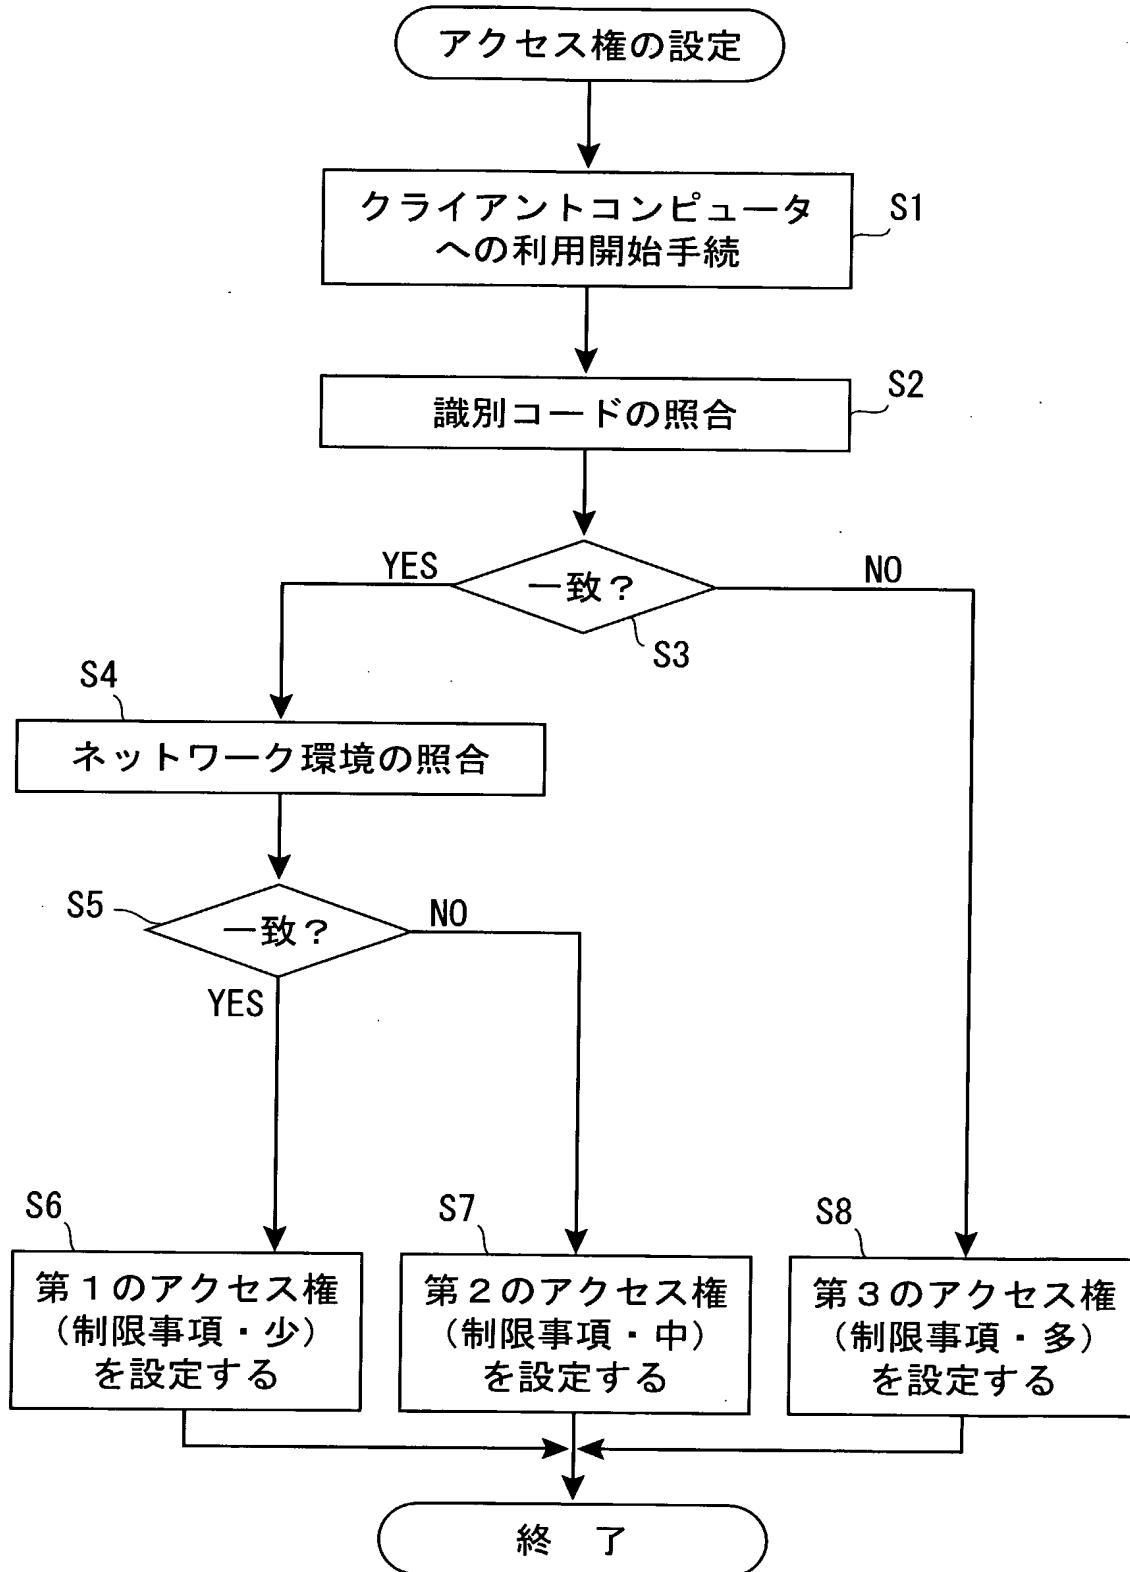 アクセス権の設定
クライアントコンピュータ
への利用開始手続
S1
識別コードの照合
S2
YES
一致？
NO
S3
S4
ネットワーク環境の照合
S5
一致？
NO
YES
S6
第１のアクセス権
（制限事項・少）
を設定する
S7
第２のアクセス権
（制限事項・中）
を設定する
S8
第３のアクセス権
（制限事項・多）
を設定する
終　了